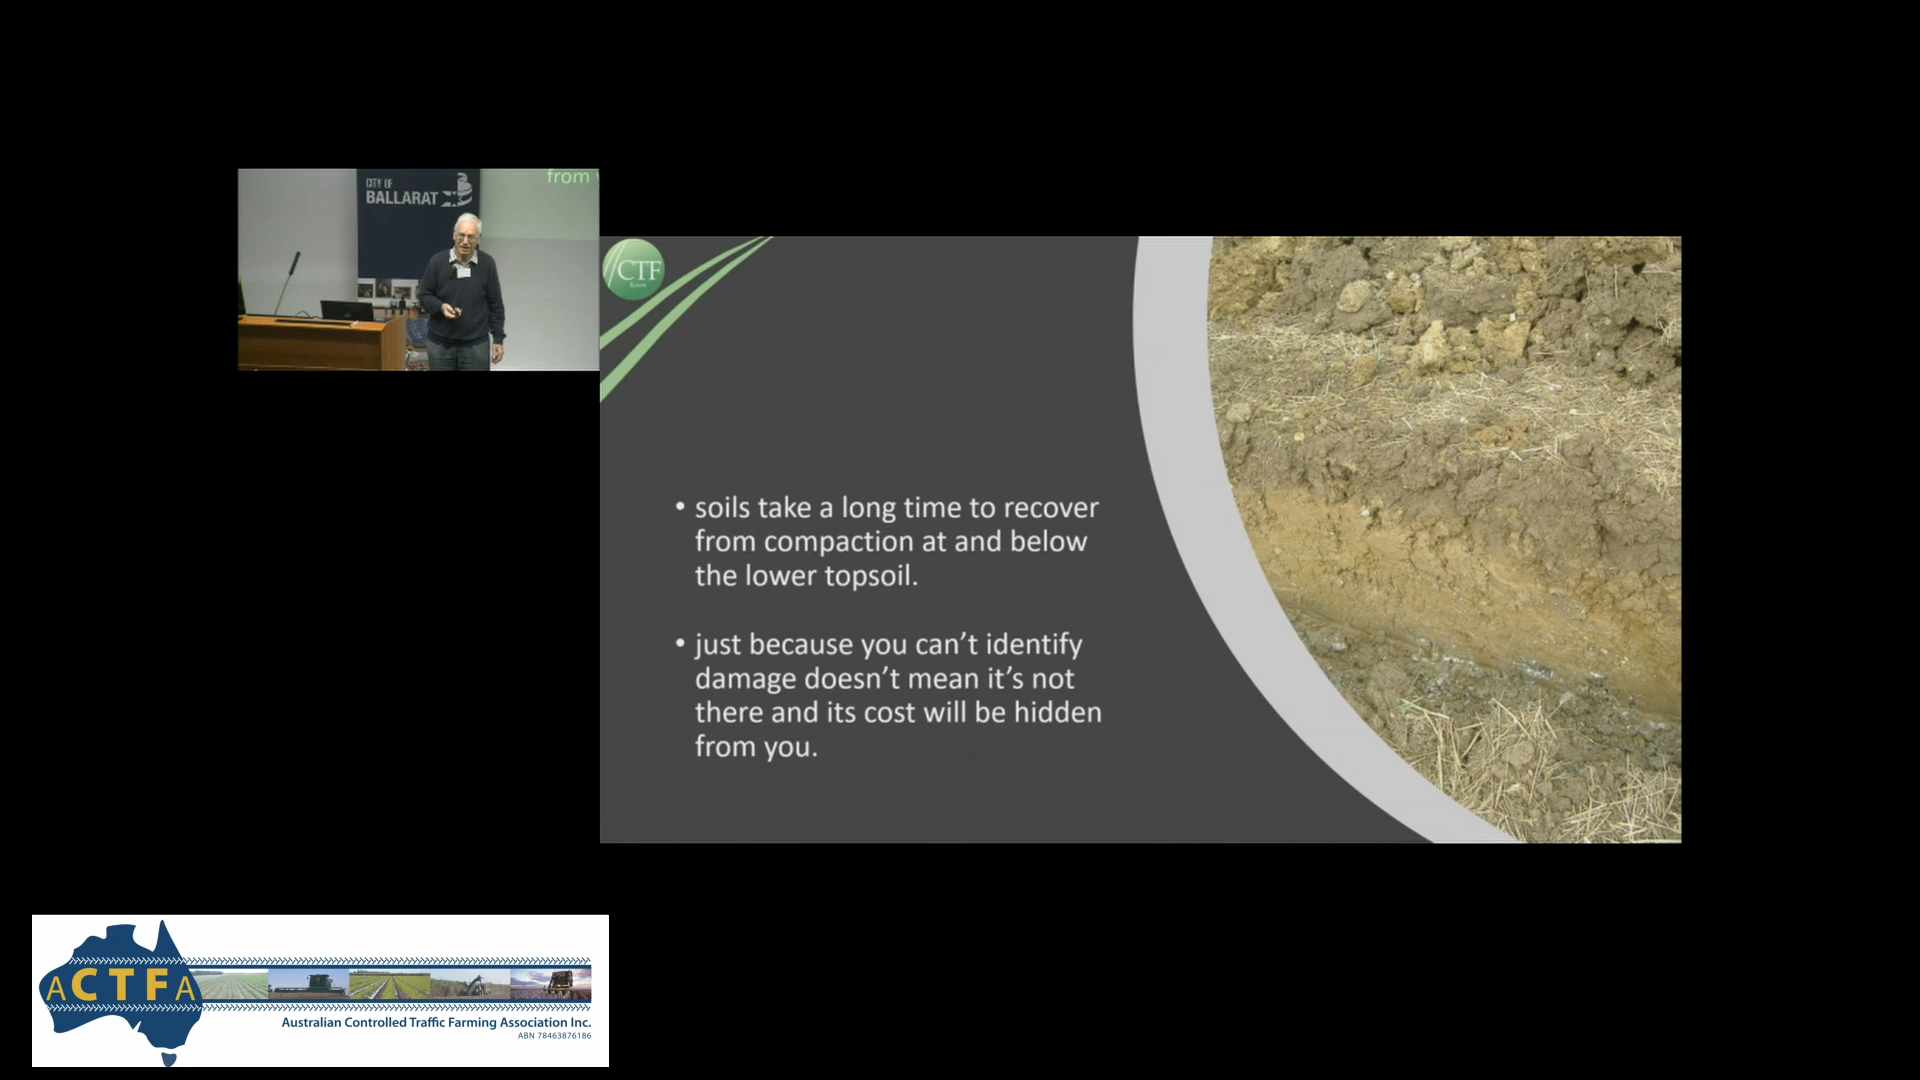 CITY OF
BALLARAT
from
CTF
Europe
• soils take a long time to recover
from compaction at and below
the lower topsoil.
• just because you can’t identify
damage doesn’t mean it’s not
there and its cost will be hidden
from you.
ACTFA
Australian Controlled Traffic Farming Association Inc.
ABN 78463876186